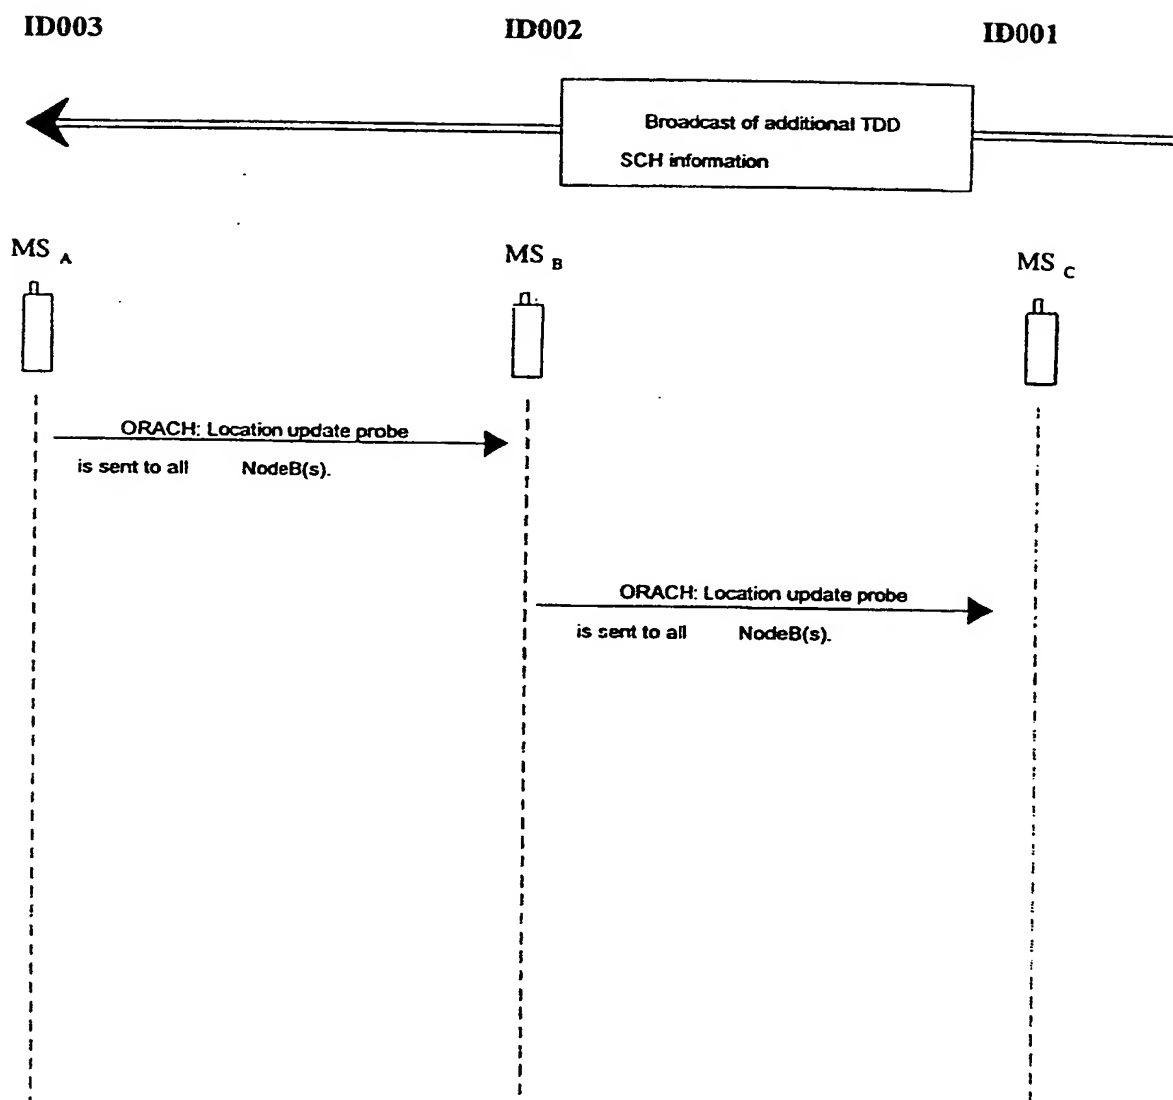 ID003 ID002 ID001
Broadcast of additional TDD
SCH information
MS A MS B MS C
ORACH: Location update probe
is sent to all NodeB(s).
ORACH: Location update probe
is sent to all NodeB(s).